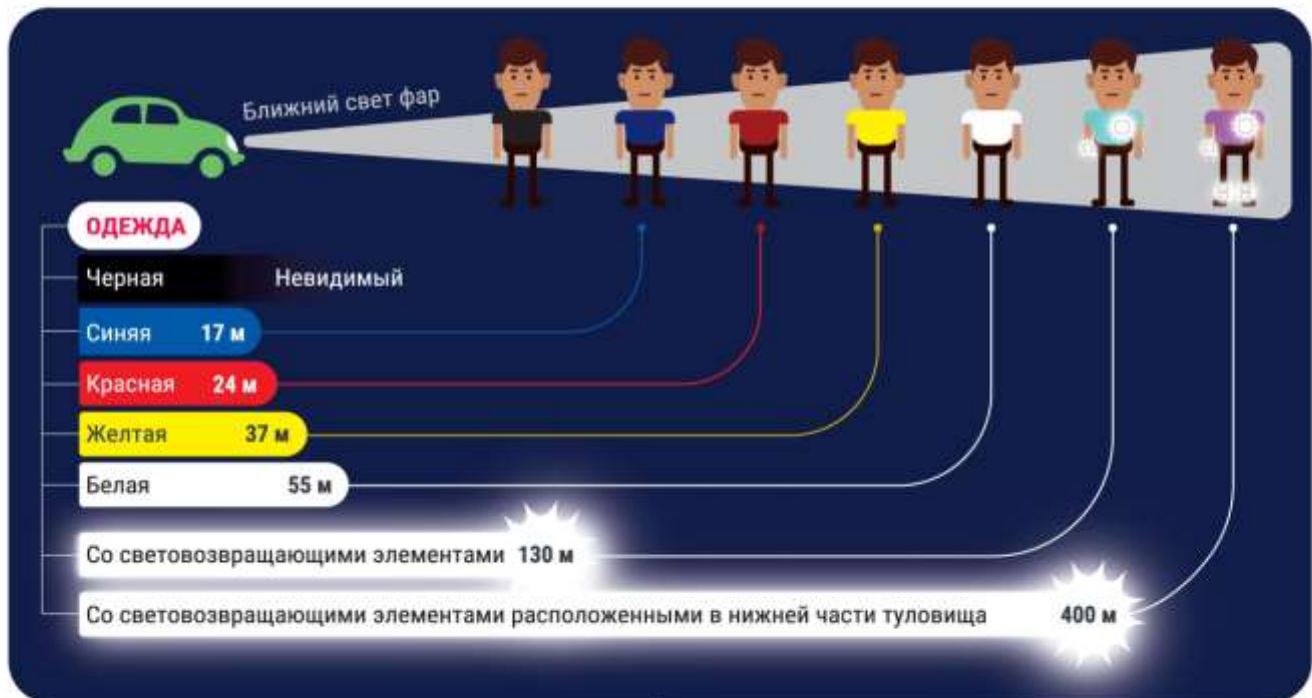 Ближний свет фар
ОДЕЖДА
Черная Невидимый
Синяя 17 м
Красная 24 м
Желтая 37 м
Белая 55 м
Со световозвращающими элементами 130 м
Со световозвращающими элементами расположенными в нижней части туловища 400 м